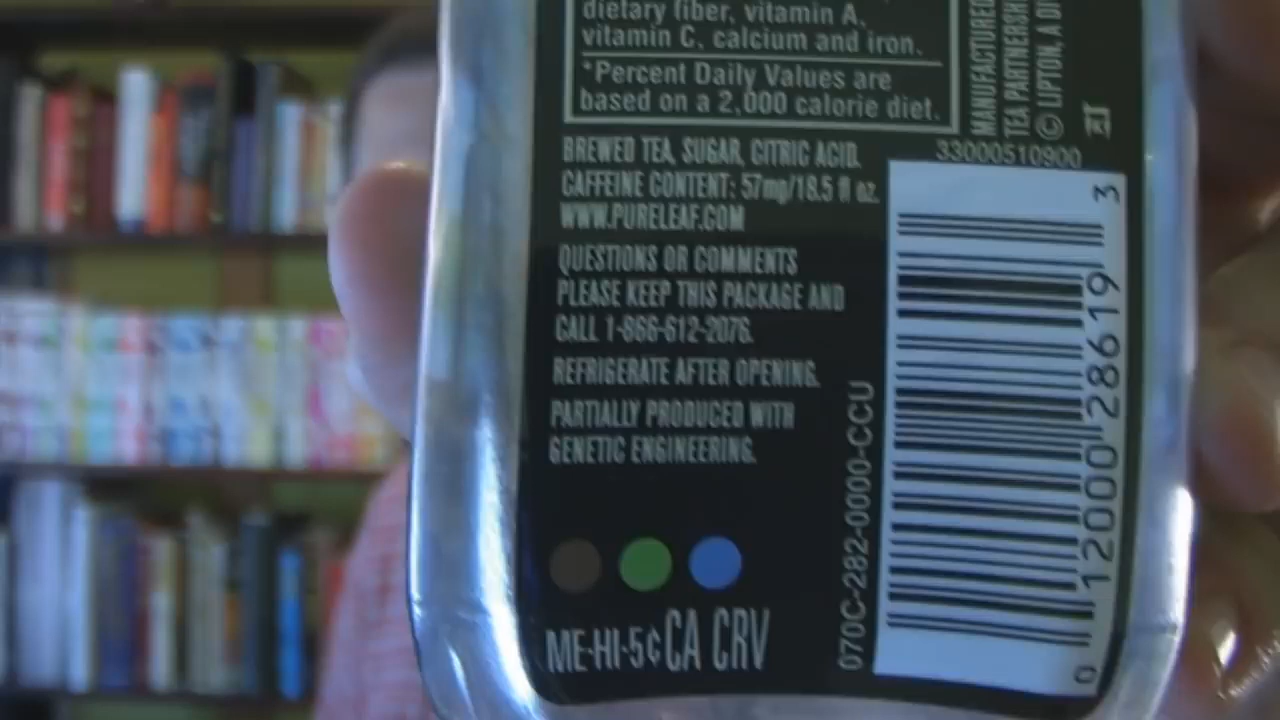 dietary fiber, vitamin A,
vitamin C, calcium and iron.
*Percent Daily Values are
based on a 2,000 calorie diet.
BREWED TEA, SUGAR, CITRIC ACID.
CAFFEINE CONTENT: 57mg/18.5 fl oz.
WWW.PURELEAF.COM
QUESTIONS OR COMMENTS
PLEASE KEEP THIS PACKAGE AND
CALL 1-866-612-2076.
REFRIGERATE AFTER OPENING.
PARTIALLY PRODUCED WITH
GENETIC ENGINEERING.
ME-HI-5¢ CA CRV
MANUFACTURED
TEA PARTNERSHI
© LIPTON, A DI
33000510900
070C-282-0000-CCU
0 12000 28619 3